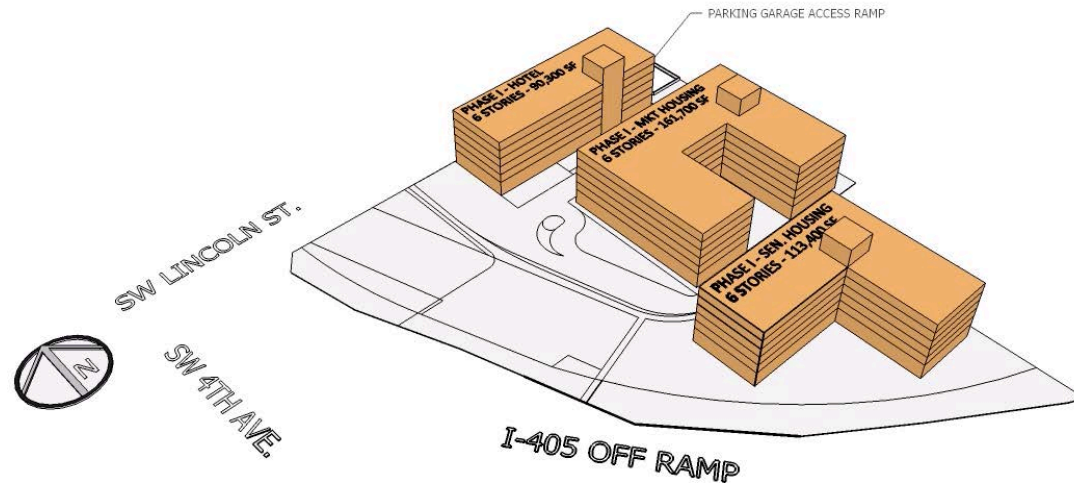 PARKING GARAGE ACCESS RAMP
PHASE I - HOTEL
6 STORIES - 90,300 SF
PHASE I - MKT HOUSING
6 STORIES - 161,700 SF
PHASE I - SEN. HOUSING
6 STORIES - 113,400 SF
SW LINCOLN ST.
N
SW 4TH AVE.
I-405 OFF RAMP